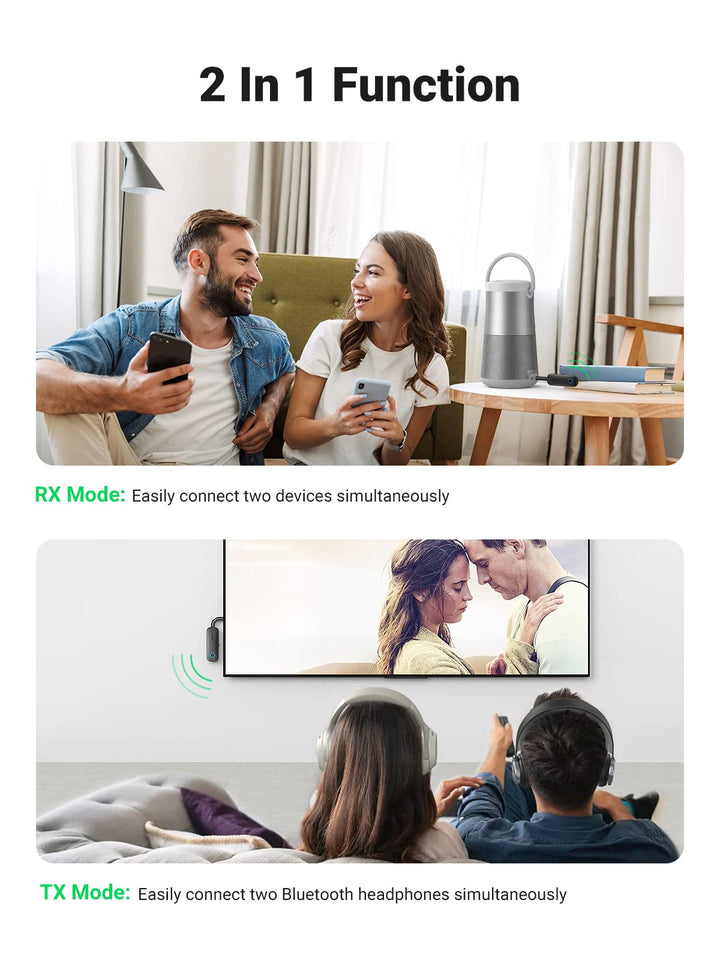 2 In 1 Function
RX Mode: Easily connect two devices simultaneously
TX Mode: Easily connect two Bluetooth headphones simultaneously